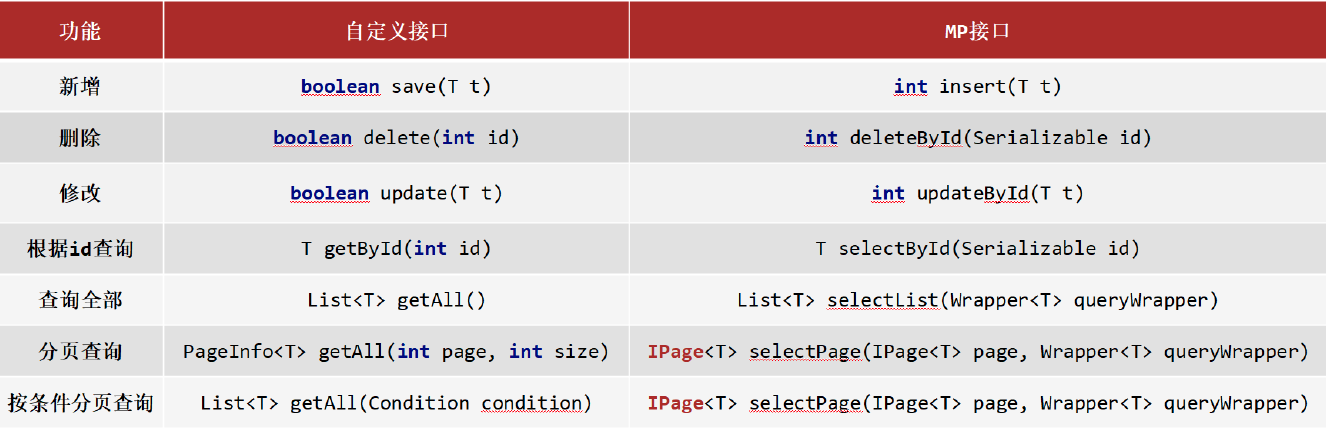 功能 自定义接口 MP接口
新增 boolean save(T t) int insert(T t)
删除 boolean delete(int id) int deleteById(Serializable id)
修改 boolean update(T t) int updateById(T t)
根据id查询 T getById(int id) T selectById(Serializable id)
查询全部 List<T> getAll() List<T> selectList(Wrapper<T> queryWrapper)
分页查询 PageInfo<T> getAll(int page, int size) IPage<T> selectPage(IPage<T> page, Wrapper<T> queryWrapper)
按条件分页查询 List<T> getAll(Condition condition) IPage<T> selectPage(IPage<T> page, Wrapper<T> queryWrapper)